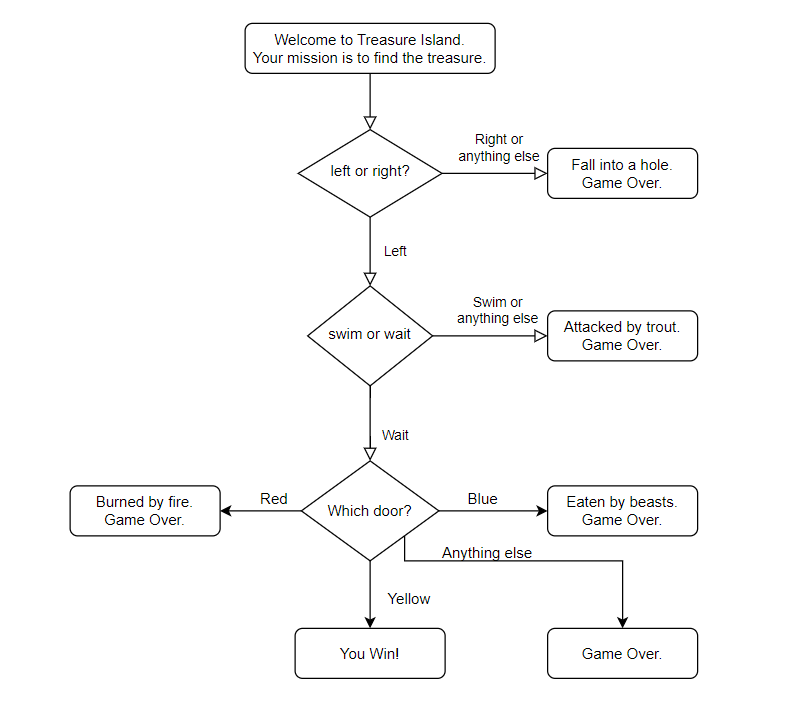 Welcome to Treasure Island.
Your mission is to find the treasure.
Right or
anything else
left or right?
Fall into a hole.
Game Over.
Left
Swim or
anything else
swim or wait
Attacked by trout.
Game Over.
Wait
Red
Blue
Burned by fire.
Game Over.
Which door?
Eaten by beasts.
Game Over.
Anything else
Yellow
You Win!
Game Over.